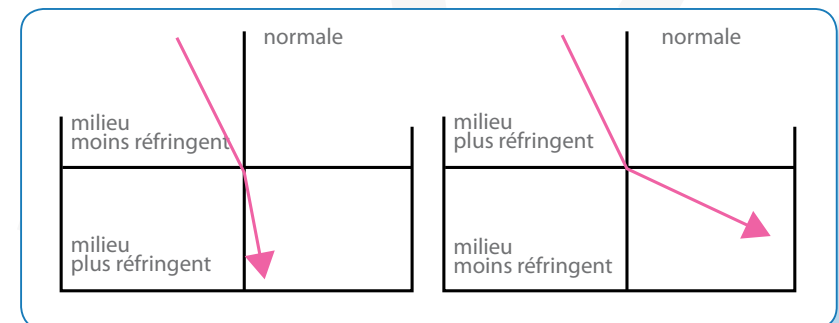 normale
milieu
moins réfringent
milieu
plus réfringent
normale
milieu
plus réfringent
milieu
moins réfringent